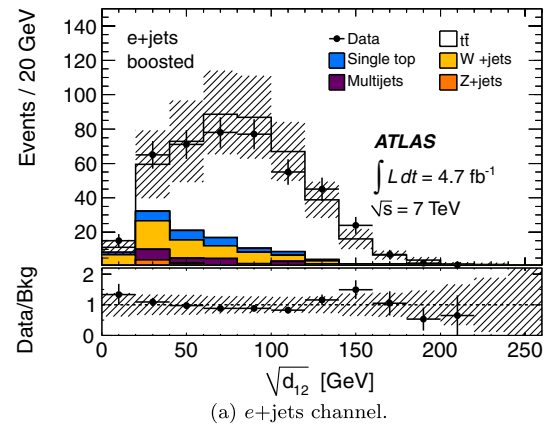 e+jets
boosted
Data
Single top
Multijets
tt̄
W +jets
Z+jets
ATLAS
∫ L dt = 4.7 fb⁻¹
√s = 7 TeV
Events / 20 GeV
140
120
100
80
60
40
20
Data/Bkg
2
1
0
0 50 100 150 200 250
√d₁₂ [GeV]
(a) e+jets channel.